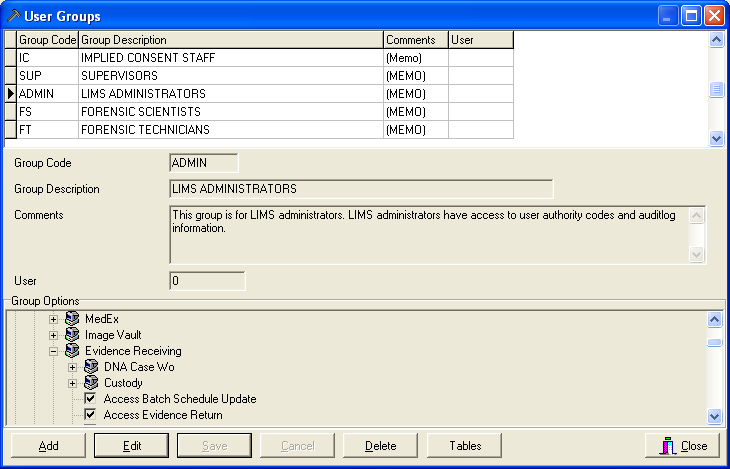 User Groups
Group Code Group Description Comments User
IC IMPLIED CONSENT STAFF (Memo)
SUP SUPERVISORS (MEMO)
ADMIN LIMS ADMINISTRATORS (MEMO)
FS FORENSIC SCIENTISTS (MEMO)
FT FORENSIC TECHNICIANS (MEMO)
Group Code ADMIN
Group Description LIMS ADMINISTRATORS
Comments This group is for LIMS administrators. LIMS administrators have access to user authority codes and auditlog
information.
User 0
Group Options
MedEx
Image Vault
Evidence Receiving
DNA Case Wo
Custody
Access Batch Schedule Update
Access Evidence Return
Add Edit Save Cancel Delete Tables Close